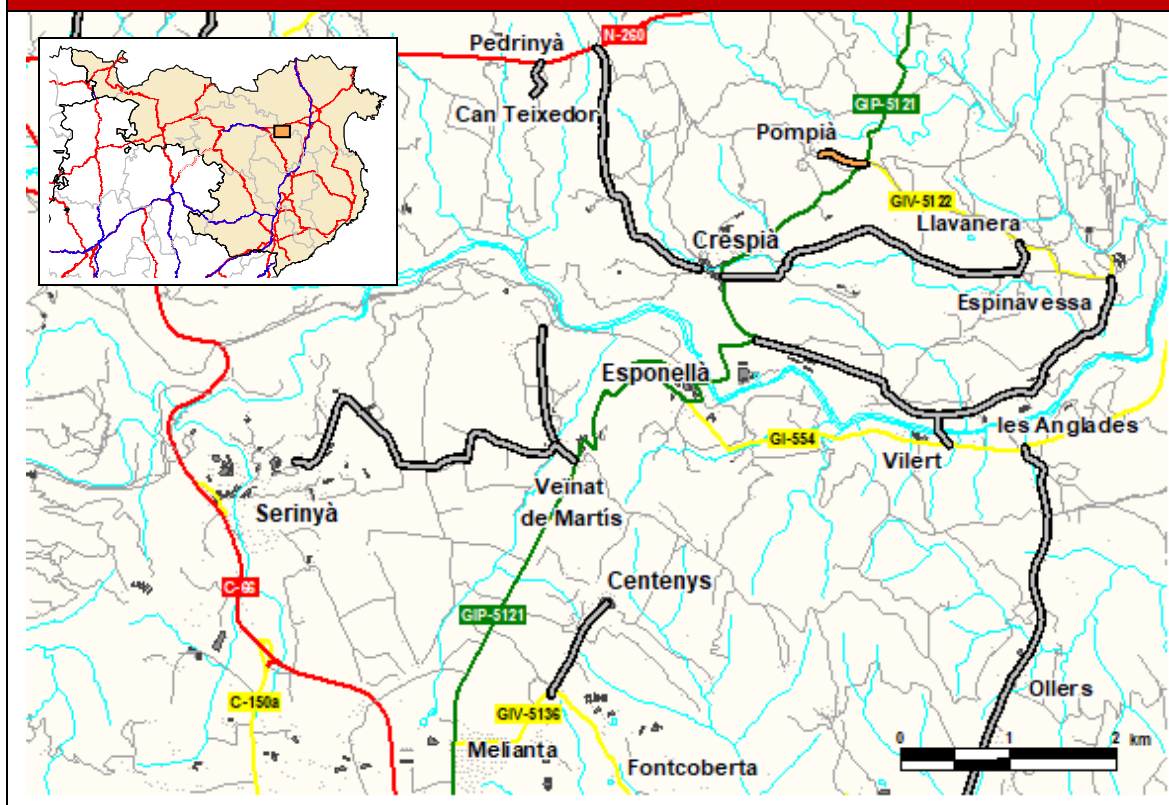 N-260
Pedrinyà
Can Teixedor
GIP-5121
Pompià
GIV-5122
Llavanera
Crespià
Espinavessa
Esponellà
les Anglades
GI-554
Vilert
Veïnat
de Martís
Serinyà
Centenys
C-66
GIP-5121
Ollers
C-150a
GIV-5136
Melianta
Fontcoberta
0 1 2 km